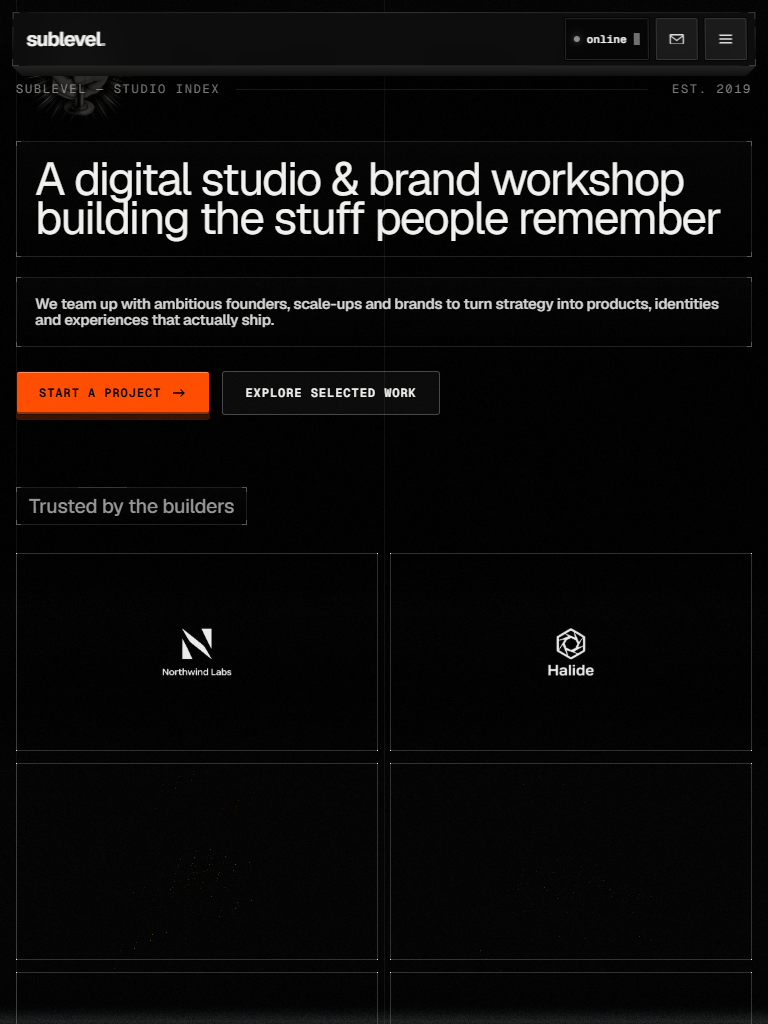 sublevel.
online
SUBLEVEL — STUDIO INDEX
EST. 2019
A digital studio & brand workshop
building the stuff people remember
We team up with ambitious founders, scale-ups and brands to turn strategy into products, identities
and experiences that actually ship.
START A PROJECT →
EXPLORE SELECTED WORK
Trusted by the builders
Northwind Labs
Halide